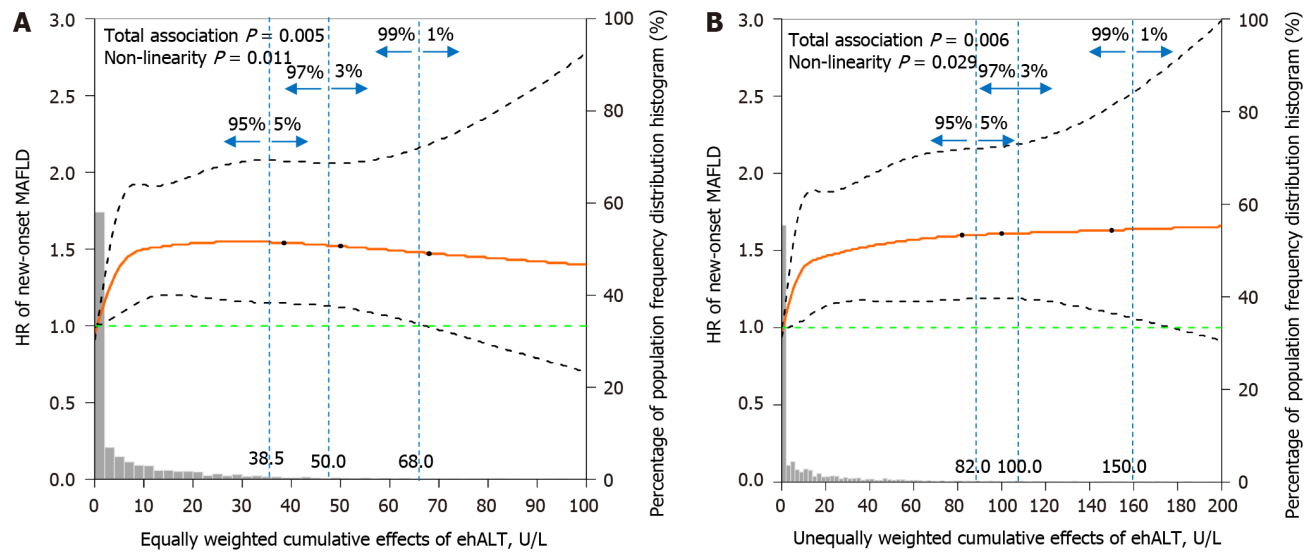 A
Total association P = 0.005
Non-linearity P = 0.011
99% 1%
97% 3%
95% 5%
3.0
2.5
2.0
1.5
1.0
0.5
0.0
HR of new-onset MAFLD
100
80
60
40
20
0
Percentage of population frequency distribution histogram (%)
38.5 50.0 68.0
0 10 20 30 40 50 60 70 80 90 100
Equally weighted cumulative effects of ehALT, U/L
B
Total association P = 0.006
Non-linearity P = 0.029
99% 1%
97% 3%
95% 5%
3.0
2.5
2.0
1.5
1.0
0.5
0.0
HR of new-onset MAFLD
100
80
60
40
20
0
Percentage of population frequency distribution histogram (%)
82.0 100.0 150.0
0 20 40 60 80 100 120 140 160 180 200
Unequally weighted cumulative effects of ehALT, U/L